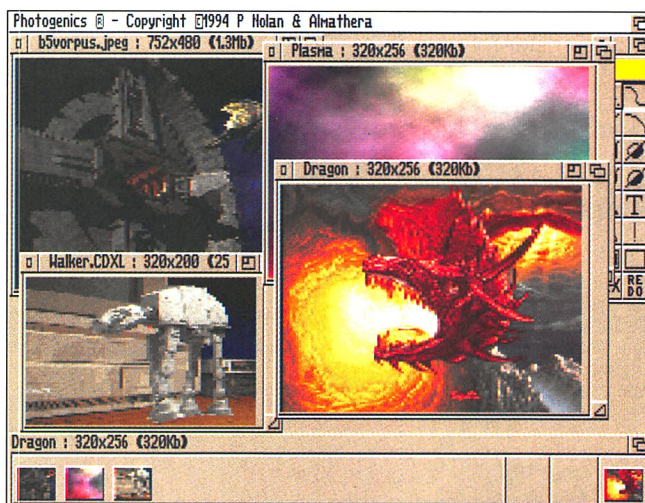 Photogenics ® - Copyright ©1994 P Nolan & Almathera
b5vorpus.jpeg : 752x480 (1.3Mb)
Plasma : 320x256 (320Kb)
Dragon : 320x256 (320Kb)
Walker.CDXL : 320x200 (25
T
!
X
RE
DO
Dragon : 320x256 (320Kb)